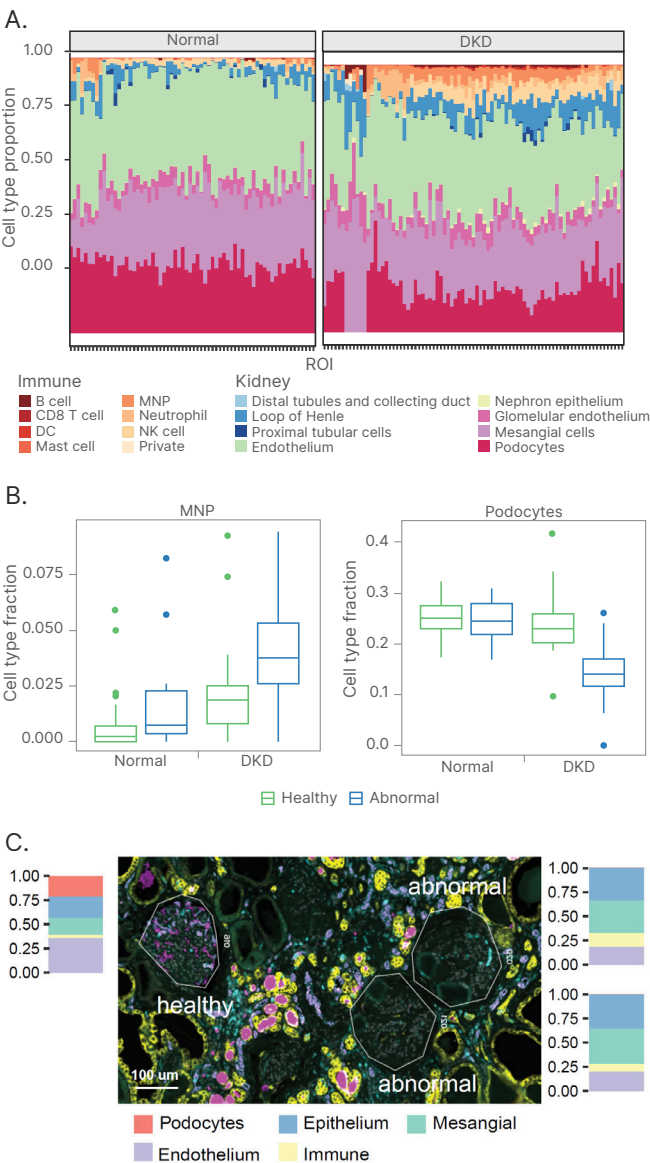 A.
Normal
DKD
Cell type proportion
1.00
0.75
0.50
0.25
0.00
ROI
Immune
Kidney
B cell
CD8 T cell
DC
Mast cell
MNP
Neutrophil
NK cell
Private
Distal tubules and collecting duct
Loop of Henle
Proximal tubular cells
Endothelium
Nephron epithelium
Glomelular endothelium
Mesangial cells
Podocytes
B.
MNP
Cell type fraction
0.075
0.050
0.025
0.000
Normal
DKD
Podocytes
Cell type fraction
0.4
0.3
0.2
0.1
0.0
Normal
DKD
Healthy
Abnormal
C.
1.00
0.75
0.50
0.25
0.00
healthy
abnormal
abnormal
019
020
021
100 um
1.00
0.75
0.50
0.25
0.00
1.00
0.75
0.50
0.25
0.00
Podocytes
Epithelium
Mesangial
Endothelium
Immune